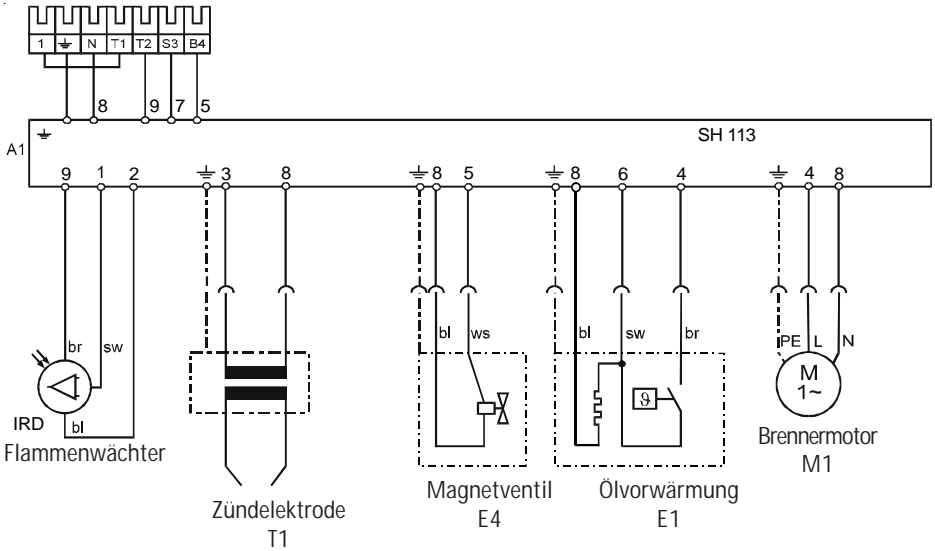 1 N T1 T2 S3 B4
8 9 7 5
A1 SH 113
9 1 2 3 8 8 5 8 6 4 4 8
br sw bl ws bl sw br PE L N
M
1~
ϑ
IRD bl
Flammenwächter
Zündelektrode
T1
Magnetventil
E4
Ölvorwärmung
E1
Brennermotor
M1